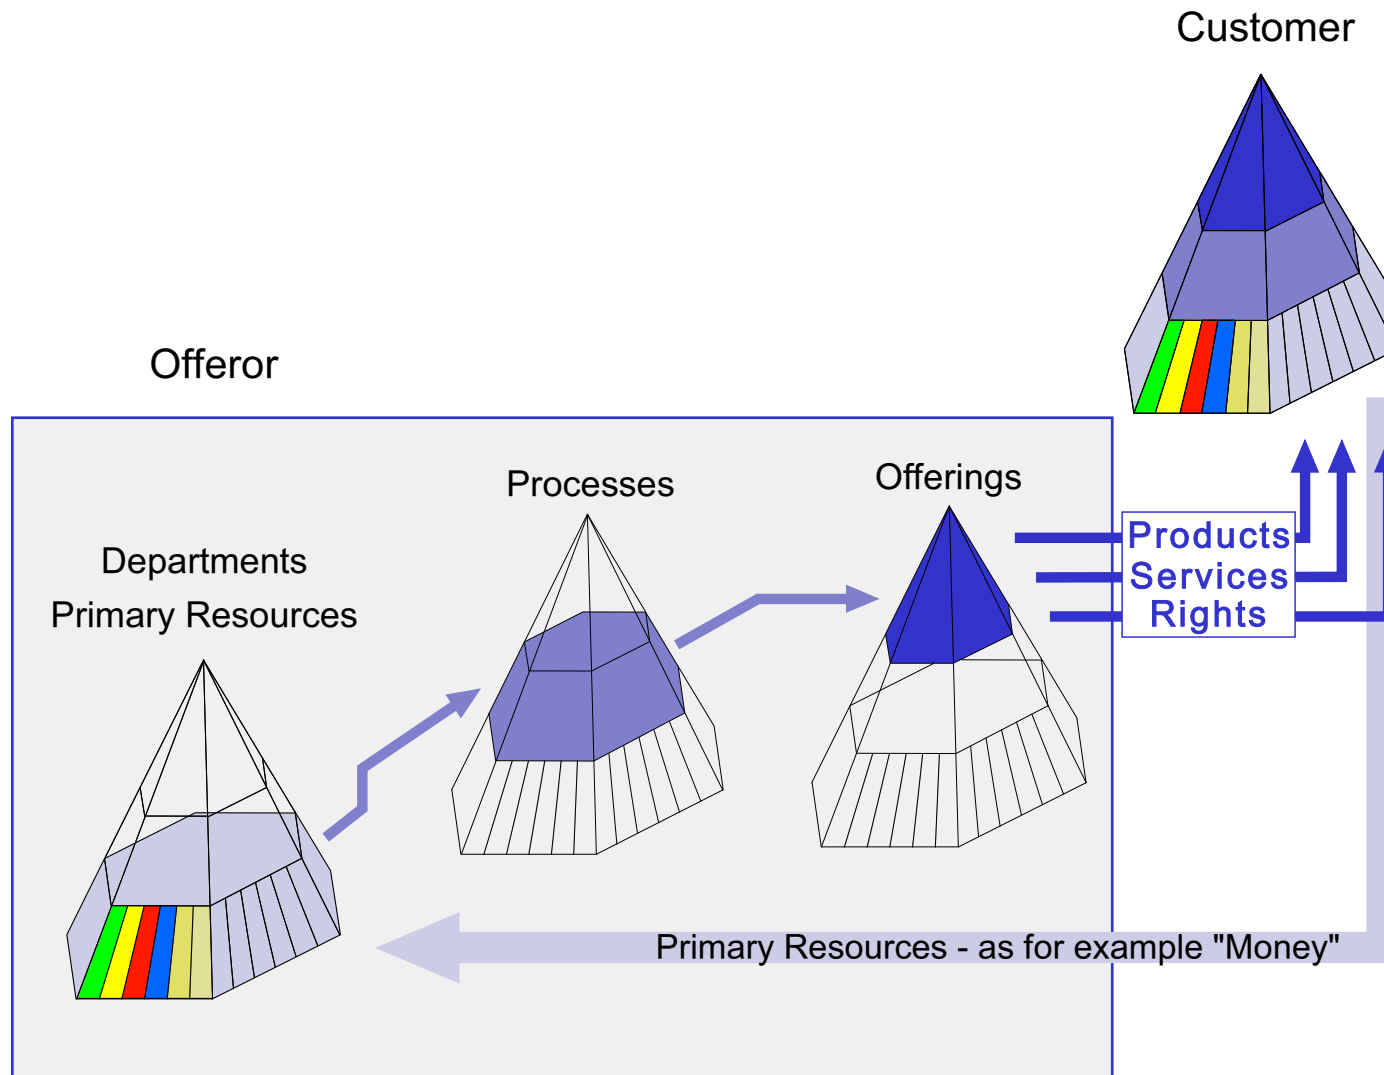 Customer
Offeror
Processes
Offerings
Departments
Primary Resources
Products
Services
Rights
Primary Resources - as for example "Money"